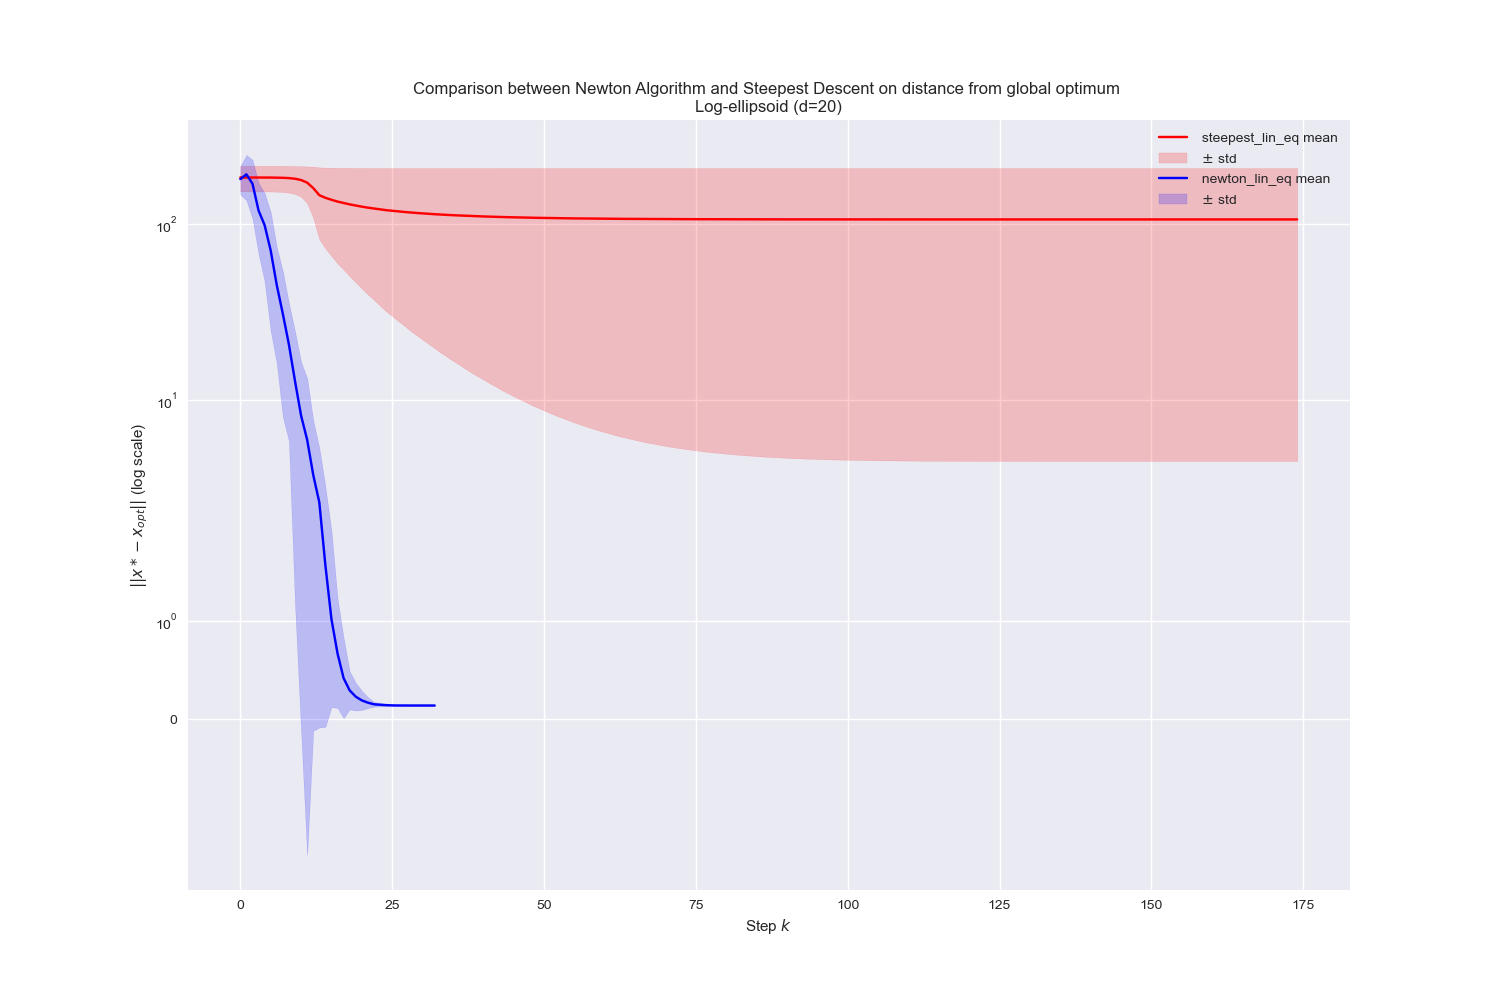 Comparison between Newton Algorithm and Steepest Descent on distance from global optimum
Log-ellipsoid (d=20)
steepest_lin_eq mean
± std
newton_lin_eq mean
± std
10²
10¹
10⁰
0
||x* − x_opt|| (log scale)
0 25 50 75 100 125 150 175
Step k